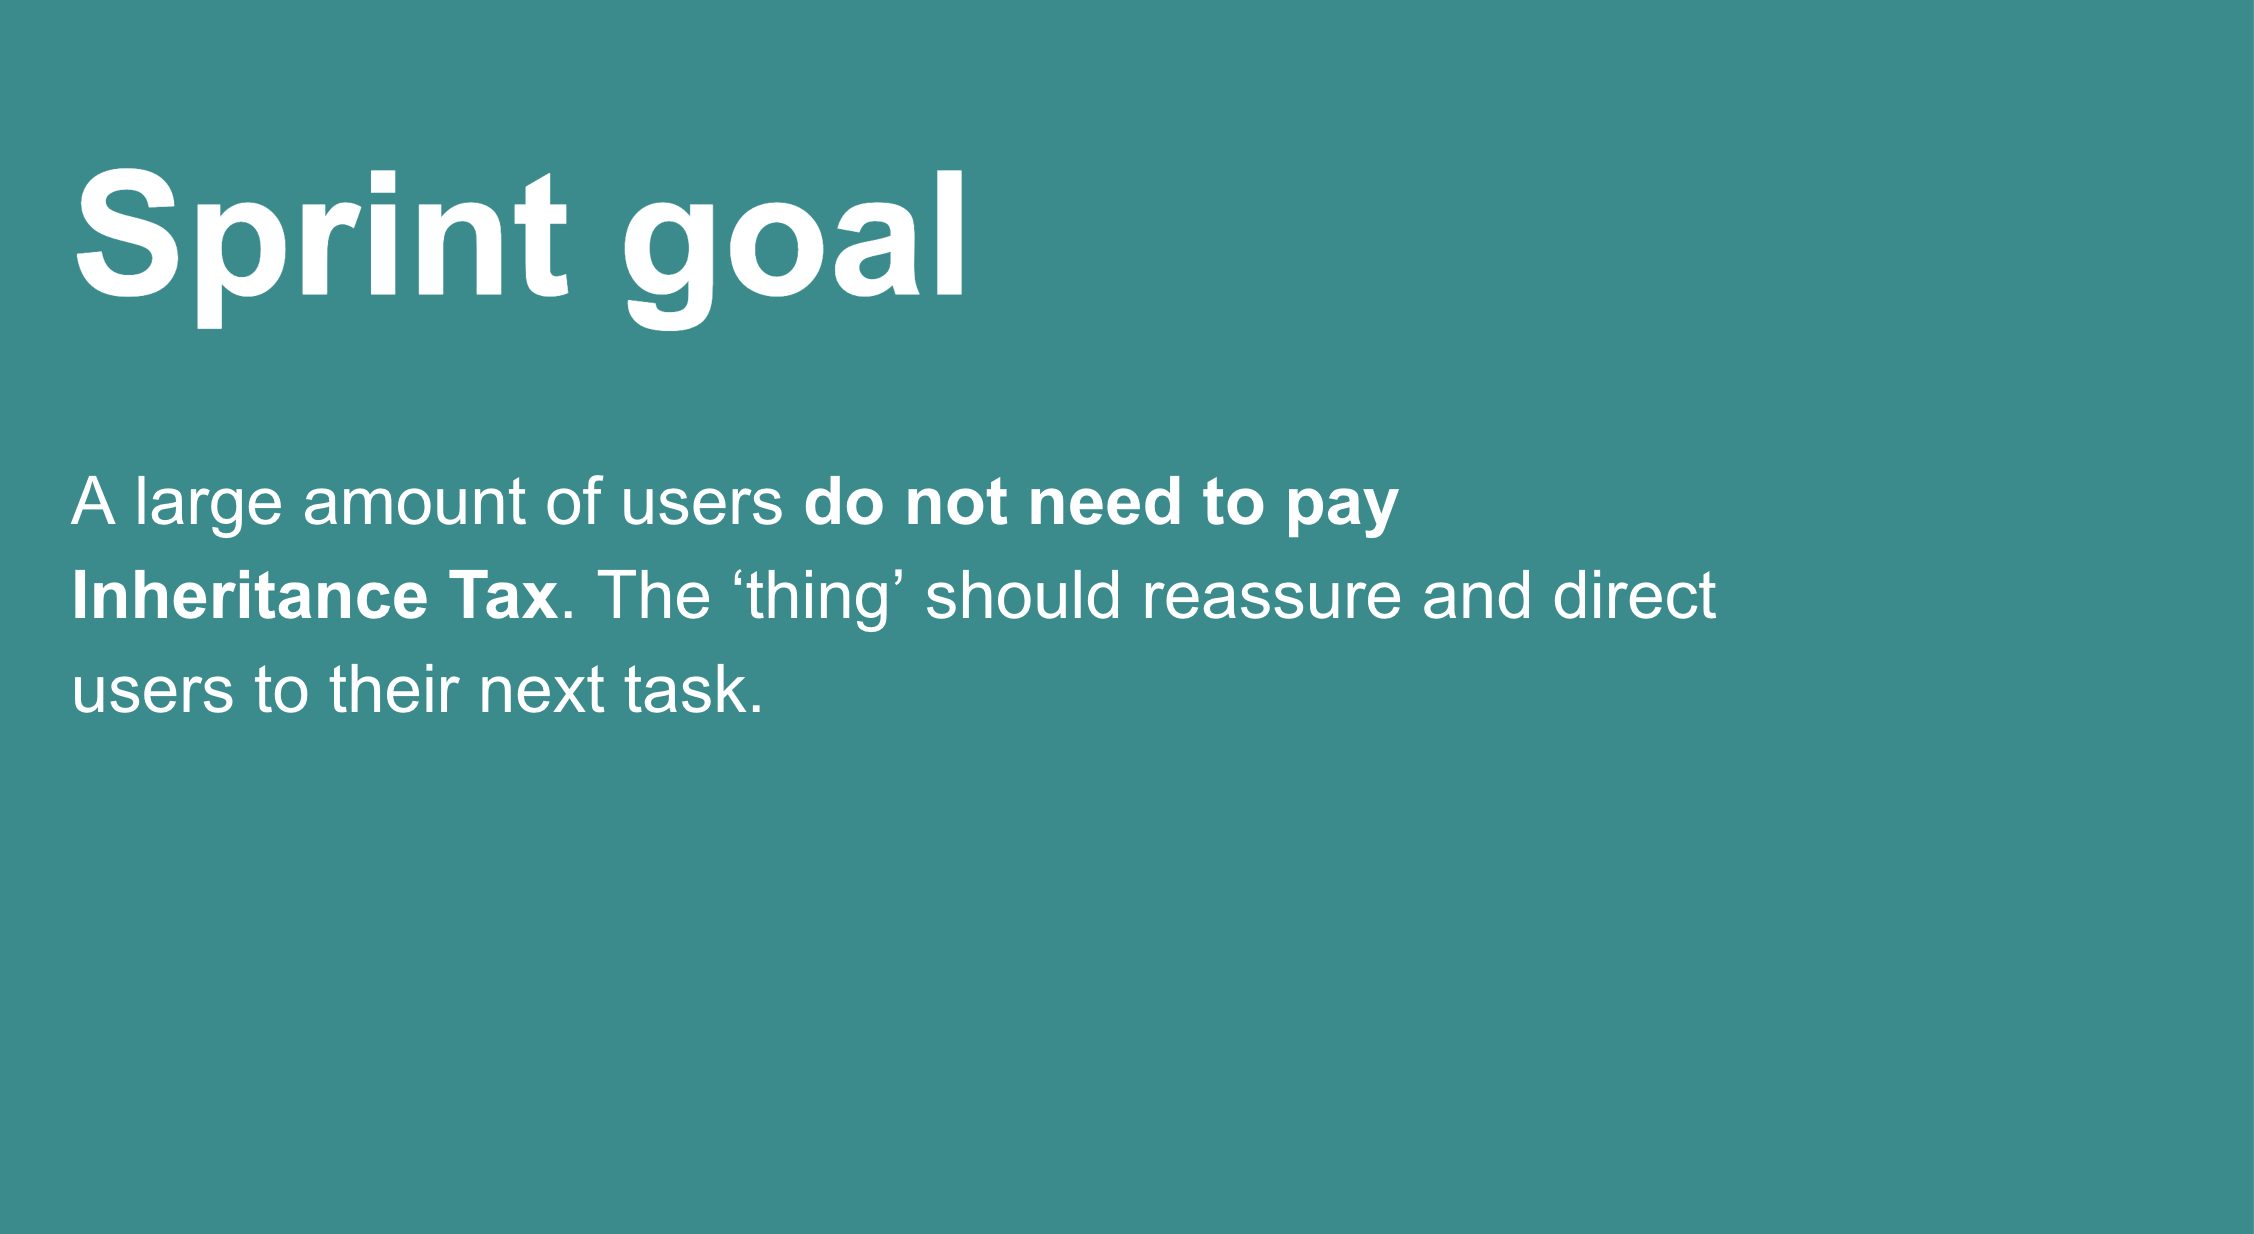 Sprint goal
A large amount of users do not need to pay
Inheritance Tax. The ‘thing’ should reassure and direct
users to their next task.